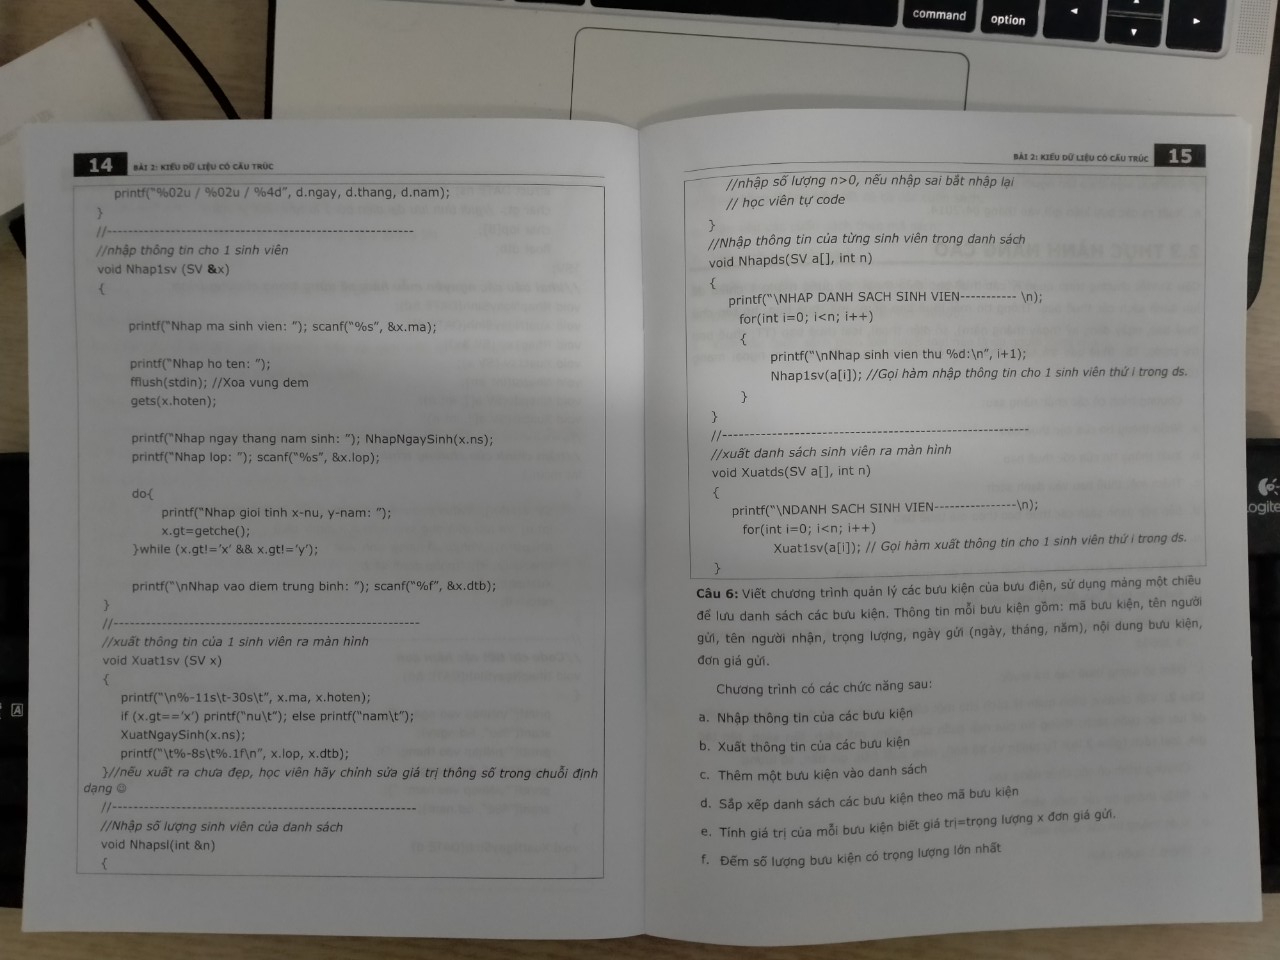 command
option
14
BÀI 2: KIỂU DỮ LIỆU CÓ CẤU TRÚC
printf("%02u / %02u / %4d", d.ngay, d.thang, d.nam);
}
//--------------------------------------------------
//nhập thông tin cho 1 sinh viên
void Nhap1sv (SV &x)
{
printf("Nhap ma sinh vien: "); scanf("%s", &x.ma);
printf("Nhap ho ten: ");
fflush(stdin); //Xoa vung dem
gets(x.hoten);
printf("Nhap ngay thang nam sinh: "); NhapNgaySinh(x.ns);
printf("Nhap lop: "); scanf("%s", &x.lop);
do{
printf("Nhap gioi tinh x-nu, y-nam: ");
x.gt=getche();
}while (x.gt!='x' && x.gt!='y');
printf("\nNhap vao diem trung binh: "); scanf("%f", &x.dtb);
}
//--------------------------------------------------
//xuất thông tin của 1 sinh viên ra màn hình
void Xuat1sv (SV x)
{
printf("\n%-11s\t-30s\t", x.ma, x.hoten);
if (x.gt=='x') printf("nu\t"); else printf("nam\t");
XuatNgaySinh(x.ns);
printf("\t%-8s\t%.1f\n", x.lop, x.dtb);
}//nếu xuất ra chưa đẹp, học viên hãy chỉnh sửa giá trị thông số trong chuỗi định
dạng ☺
//--------------------------------------------------
//Nhập số lượng sinh viên của danh sách
void Nhapsl(int &n)
{
BÀI 2: KIỂU DỮ LIỆU CÓ CẤU TRÚC
15
//nhập số lượng n>0, nếu nhập sai bắt nhập lại
// học viên tự code
}
//Nhập thông tin của từng sinh viên trong danh sách
void Nhapds(SV a[], int n)
{
printf("\NHAP DANH SACH SINH VIEN----------- \n);
for(int i=0; i<n; i++)
{
printf("\nNhap sinh vien thu %d:\n", i+1);
Nhap1sv(a[i]); //Gọi hàm nhập thông tin cho 1 sinh viên thứ i trong ds.
}
}
//--------------------------------------------------
//xuất danh sách sinh viên ra màn hình
void Xuatds(SV a[], int n)
{
printf("\NDANH SACH SINH VIEN----------------\n);
for(int i=0; i<n; i++)
Xuat1sv(a[i]); // Gọi hàm xuất thông tin cho 1 sinh viên thứ i trong ds.
}
Câu 6: Viết chương trình quản lý các bưu kiện của bưu điện, sử dụng mảng một chiều
để lưu danh sách các bưu kiện. Thông tin mỗi bưu kiện gồm: mã bưu kiện, tên người
gửi, tên người nhận, trọng lượng, ngày gửi (ngày, tháng, năm), nội dung bưu kiện,
đơn giá gửi.
Chương trình có các chức năng sau:
a. Nhập thông tin của các bưu kiện
b. Xuất thông tin của các bưu kiện
c. Thêm một bưu kiện vào danh sách
d. Sắp xếp danh sách các bưu kiện theo mã bưu kiện
e. Tính giá trị của mỗi bưu kiện biết giá trị=trọng lượng x đơn giá gửi.
f. Đếm số lượng bưu kiện có trọng lượng lớn nhất